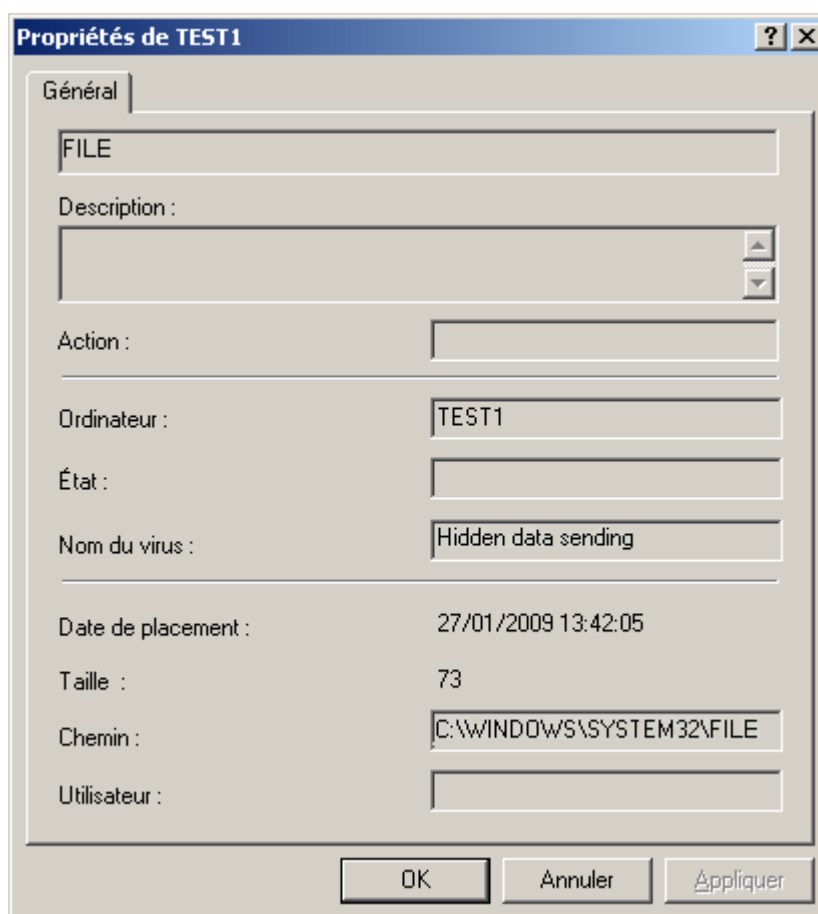 Propriétés de TEST1
Général
FILE
Description :
Action :
Ordinateur : TEST1
État :
Nom du virus : Hidden data sending
Date de placement : 27/01/2009 13:42:05
Taille : 73
Chemin : C:\WINDOWS\SYSTEM32\FILE
Utilisateur :
OK Annuler Appliquer